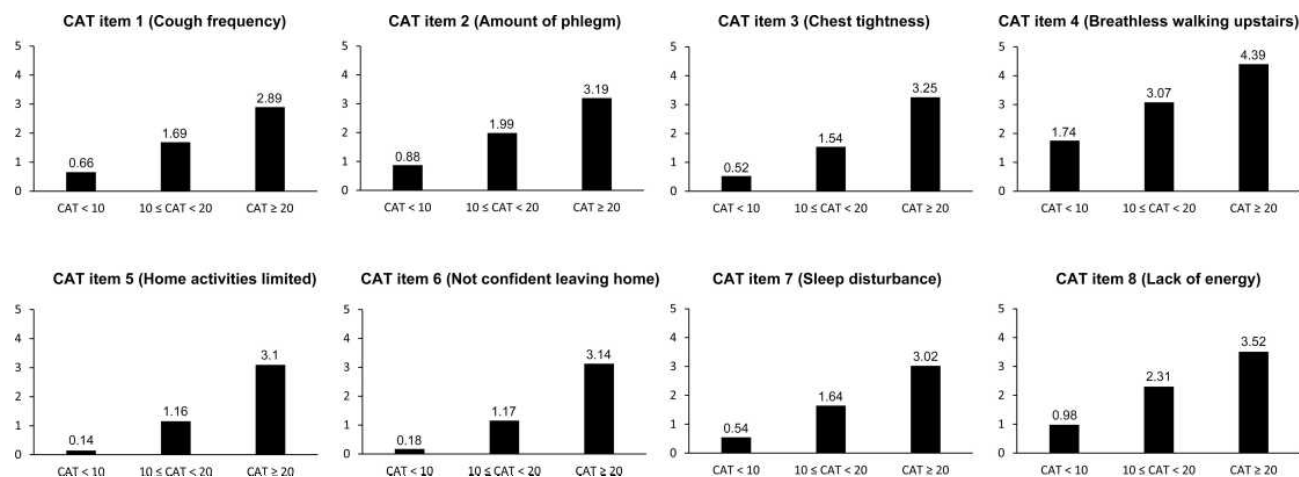 CAT item 1 (Cough frequency)
5
4
3
2
1
0
0.66
1.69
2.89
CAT < 10
10 ≤ CAT < 20
CAT ≥ 20
CAT item 2 (Amount of phlegm)
5
4
3
2
1
0
0.88
1.99
3.19
CAT < 10
10 ≤ CAT < 20
CAT ≥ 20
CAT item 3 (Chest tightness)
5
4
3
2
1
0
0.52
1.54
3.25
CAT < 10
10 ≤ CAT < 20
CAT ≥ 20
CAT item 4 (Breathless walking upstairs)
5
4
3
2
1
0
1.74
3.07
4.39
CAT < 10
10 ≤ CAT < 20
CAT ≥ 20
CAT item 5 (Home activities limited)
5
4
3
2
1
0
0.14
1.16
3.1
CAT < 10
10 ≤ CAT < 20
CAT ≥ 20
CAT item 6 (Not confident leaving home)
5
4
3
2
1
0
0.18
1.17
3.14
CAT < 10
10 ≤ CAT < 20
CAT ≥ 20
CAT item 7 (Sleep disturbance)
5
4
3
2
1
0
0.54
1.64
3.02
CAT < 10
10 ≤ CAT < 20
CAT ≥ 20
CAT item 8 (Lack of energy)
5
4
3
2
1
0
0.98
2.31
3.52
CAT < 10
10 ≤ CAT < 20
CAT ≥ 20